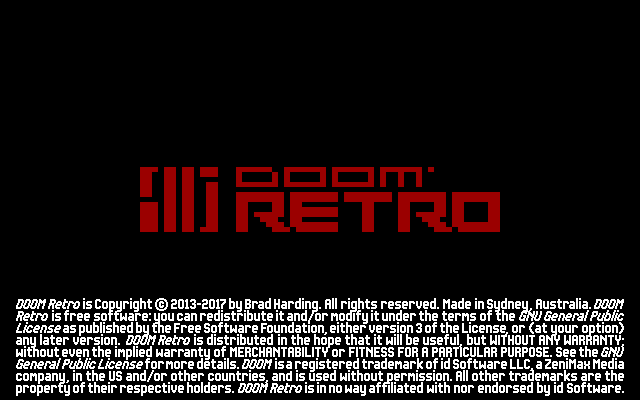 DOOM
RETRO
DOOM Retro is Copyright © 2013-2017 by Brad Harding. All rights reserved. Made in Sydney, Australia. DOOM
Retro is free software: you can redistribute it and/or modify it under the terms of the GNU General Public
License as published by the Free Software Foundation, either version 3 of the License, or (at your option)
any later version. DOOM Retro is distributed in the hope that it will be useful, but WITHOUT ANY WARRANTY;
without even the implied warranty of MERCHANTABILITY or FITNESS FOR A PARTICULAR PURPOSE. See the GNU
General Public License for more details. DOOM is a registered trademark of id Software LLC, a ZeniMax Media
company, in the US and/or other countries, and is used without permission. All other trademarks are the
property of their respective holders. DOOM Retro is in no way affiliated with nor endorsed by id Software.